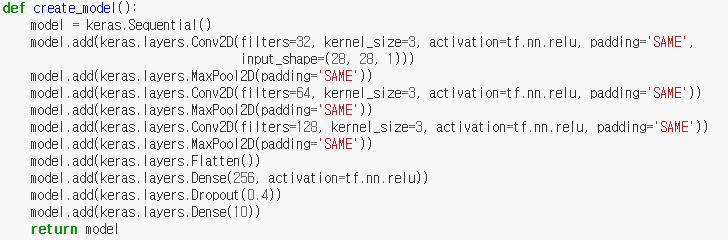 def create_model():
    model = keras.Sequential()
    model.add(keras.layers.Conv2D(filters=32, kernel_size=3, activation=tf.nn.relu, padding='SAME',
                                  input_shape=(28, 28, 1)))
    model.add(keras.layers.MaxPool2D(padding='SAME'))
    model.add(keras.layers.Conv2D(filters=64, kernel_size=3, activation=tf.nn.relu, padding='SAME'))
    model.add(keras.layers.MaxPool2D(padding='SAME'))
    model.add(keras.layers.Conv2D(filters=128, kernel_size=3, activation=tf.nn.relu, padding='SAME'))
    model.add(keras.layers.MaxPool2D(padding='SAME'))
    model.add(keras.layers.Flatten())
    model.add(keras.layers.Dense(256, activation=tf.nn.relu))
    model.add(keras.layers.Dropout(0.4))
    model.add(keras.layers.Dense(10))
    return model